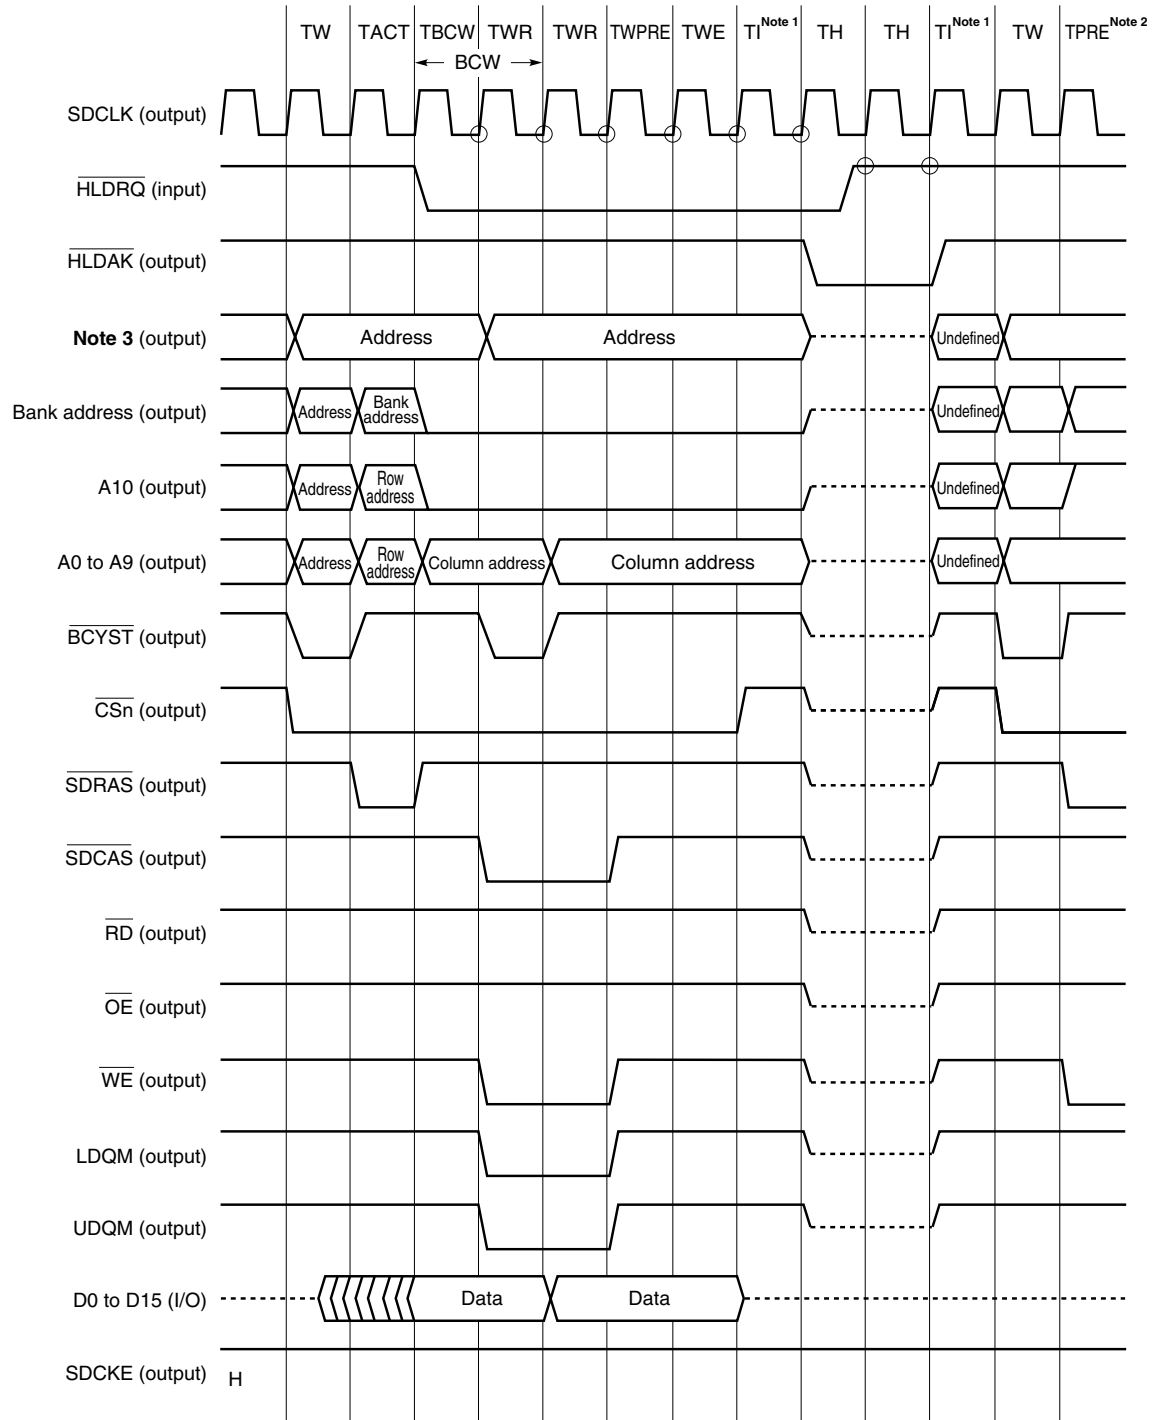 TW TACT TBCW TWR TWR TWPRE TWE TI Note 1 TH TH TI Note 1 TW TPRE Note 2
BCW
SDCLK (output)
HLDRQ (input)
HLDAK (output)
Note 3 (output) Address Address Undefined
Bank address (output) Address Bank address Undefined
A10 (output) Address Row address Undefined
A0 to A9 (output) Address Row address Column address Column address Undefined
BCYST (output)
CSn (output)
SDRAS (output)
SDCAS (output)
RD (output)
OE (output)
WE (output)
LDQM (output)
UDQM (output)
D0 to D15 (I/O) Data Data
SDCKE (output) H